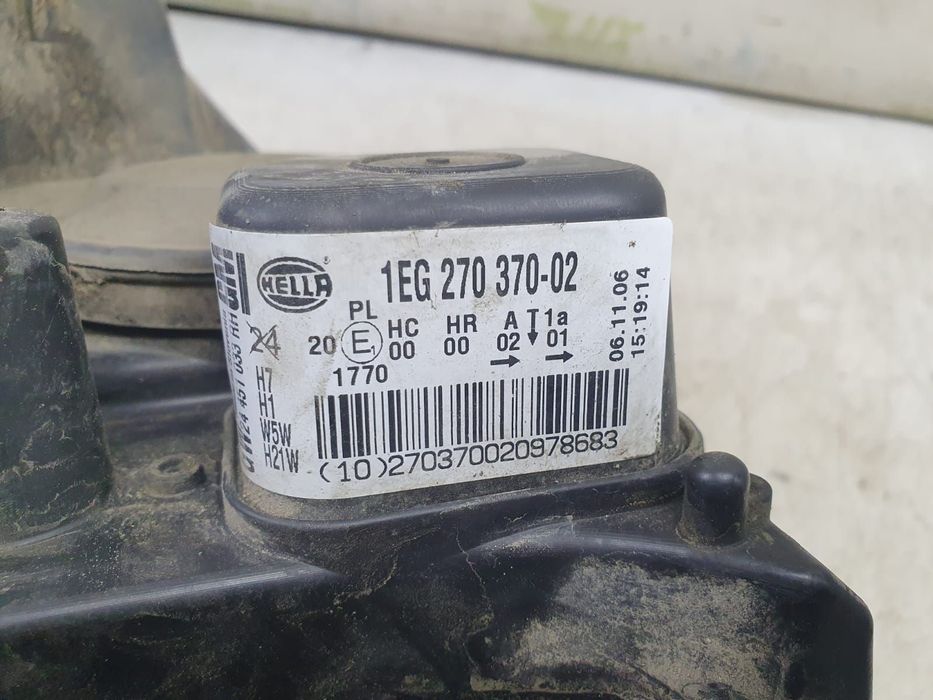 HELLA
®
1EG 270 370-02
24
20
PL
E1
HC
00
HR
00
A
02
1a
01
1770
06.11.06
15:19:14
H7
H1
W5W
H21W
(10)270370020978683
GM